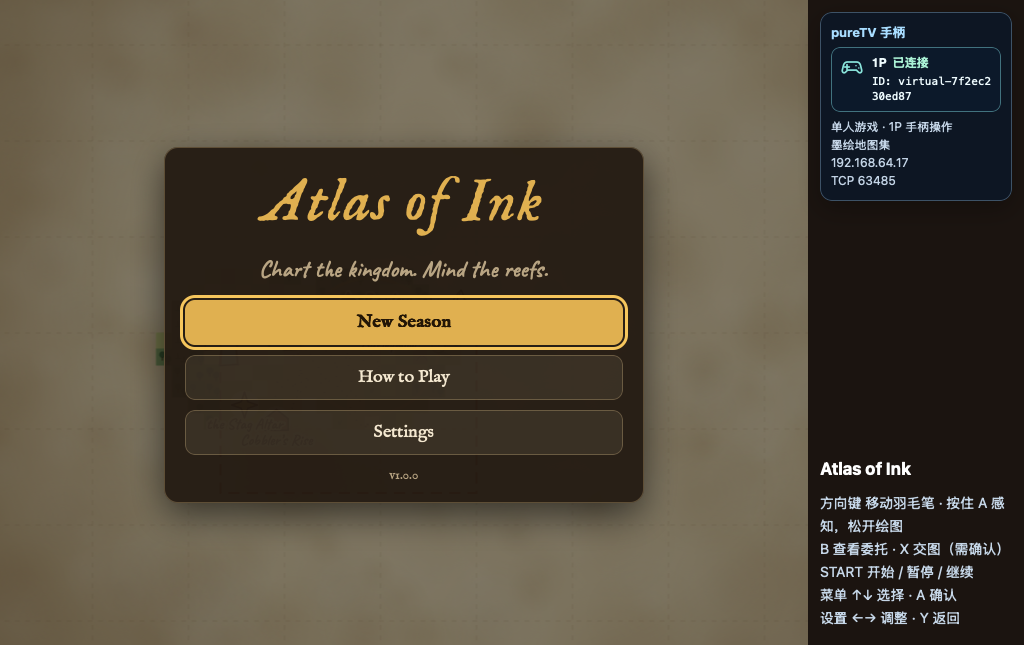 Atlas of Ink
Chart the kingdom. Mind the reefs.
New Season
How to Play
Settings
v1.0.0
pureTV 手柄
1P 已连接
ID: virtual-7f2ec2
30ed87
单人游戏 · 1P 手柄操作
墨绘地图集
192.168.64.17
TCP 63485
Atlas of Ink
方向键 移动羽毛笔 · 按住 A 感
知，松开绘图
B 查看委托 · X 交图（需确认）
START 开始 / 暂停 / 继续
菜单 ↑↓ 选择 · A 确认
设置 ←→ 调整 · Y 返回